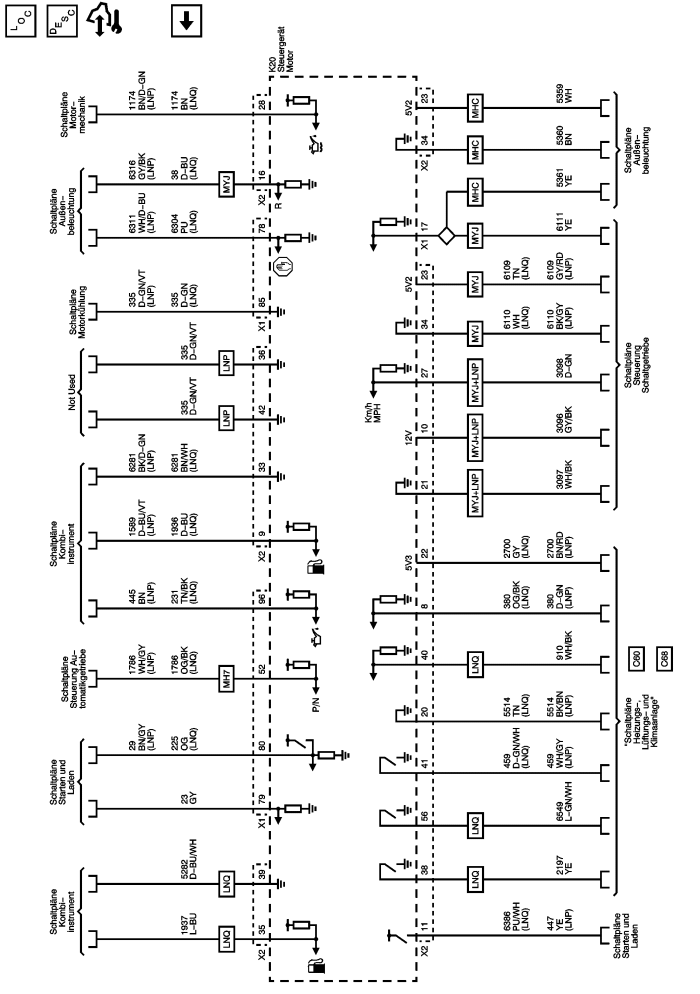 LOC
DESC
K20
Steuergerät
Motor
Schaltpläne
Motor–
mechanik
1174
BN/D–GN
(LNP)
1174
BN
(LNQ)
28
Schaltpläne
Außen–
beleuchtung
6316
GY/BK
(LNP)
38
D–BU
(LNQ)
MYJ
16
X2
R
6311
WH/D–BU
(LNP)
6304
PU
(LNQ)
78
Schaltpläne
Motorkühlung
335
D–GN/VT
(LNP)
335
D–GN
(LNQ)
85
X1
Not Used
335
D–GN/VT
LNP
36
335
D–GN/VT
LNP
42
Schaltpläne
Kombi–
instrument
6281
BK/D–GN
(LNP)
6281
BN/WH
(LNQ)
33
1589
D–BU/VT
(LNP)
1936
D–BU
(LNQ)
9
X2
445
BN
(LNP)
231
TN/BK
(LNQ)
96
Schaltpläne
Steuerung Au–
tomatikgetriebe
1786
WH/GY
(LNP)
1786
OG/BK
(LNQ)
MH7
52
P/N
Schaltpläne
Starten und
Laden
29
BN/GY
(LNP)
225
OG
(LNQ)
80
23
GY
79
X1
Schaltpläne
Kombi–
instrument
5282
D–BU/WH
LNQ
39
1937
L–BU
LNQ
35
X2
5V2
23
MHC
5359
WH
34
X2
MHC
5360
BN
MHC
5361
YE
Schaltpläne
Außen–
beleuchtung
17
X1
MYJ
6111
YE
5V2
23
MYJ
6109
TN
(LNQ)
6109
GY/RD
(LNP)
34
MYJ
6110
WH
(LNQ)
6110
BK/GY
(LNP)
Km/h
MPH
27
MYJ+LNP
3098
D–GN
12V
10
MYJ+LNP
3096
GY/BK
21
MYJ+LNP
3097
WH/BK
Schaltpläne
Steuerung
Schaltgetriebe
5V3
22
2700
GY
(LNQ)
2700
BN/RD
(LNP)
8
380
OG/BK
(LNQ)
380
D–GN
(LNP)
40
LNQ
910
WH/BK
20
5514
TN
(LNQ)
5514
BK/BN
(LNP)
41
459
D–GN/WH
(LNQ)
459
WH/GY
(LNP)
56
LNQ
6549
L–GN/WH
38
LNQ
2197
YE
"Schaltpläne
Heizungs–,
Lüftungs– und
Klimaanlage"
C60
C68
11
X2
6386
PU/WH
(LNQ)
447
YE
(LNP)
Schaltpläne
Starten und
Laden